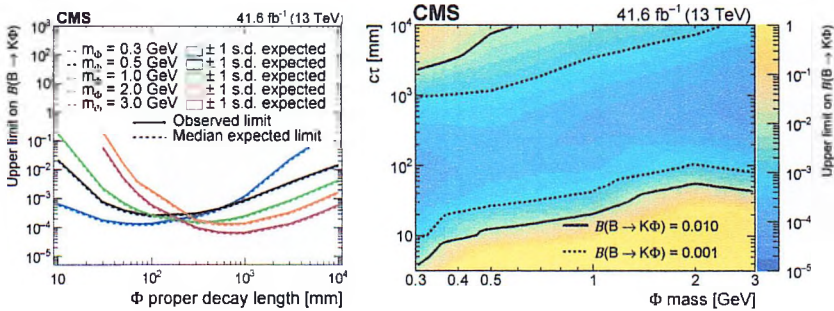 CMS 41.6 fb⁻¹ (13 TeV)
Upper limit on B(B → KΦ)
10³
10²
10
1
10⁻¹
10⁻²
10⁻³
10⁻⁴
10⁻⁵
m_Φ = 0.3 GeV ± 1 s.d. expected
m_Φ = 0.5 GeV ± 1 s.d. expected
m_Φ = 1.0 GeV ± 1 s.d. expected
m_Φ = 2.0 GeV ± 1 s.d. expected
m_Φ = 3.0 GeV ± 1 s.d. expected
Observed limit
Median expected limit
10 10² 10³ 10⁴
Φ proper decay length [mm]
CMS 41.6 fb⁻¹ (13 TeV)
cτ [mm]
10⁴
10³
10²
10
B(B → KΦ) = 0.010
B(B → KΦ) = 0.001
0.3 0.4 0.5 1 2 3
Φ mass [GeV]
1
10⁻¹
10⁻²
10⁻³
10⁻⁴
10⁻⁵
Upper limit on B(B → KΦ)